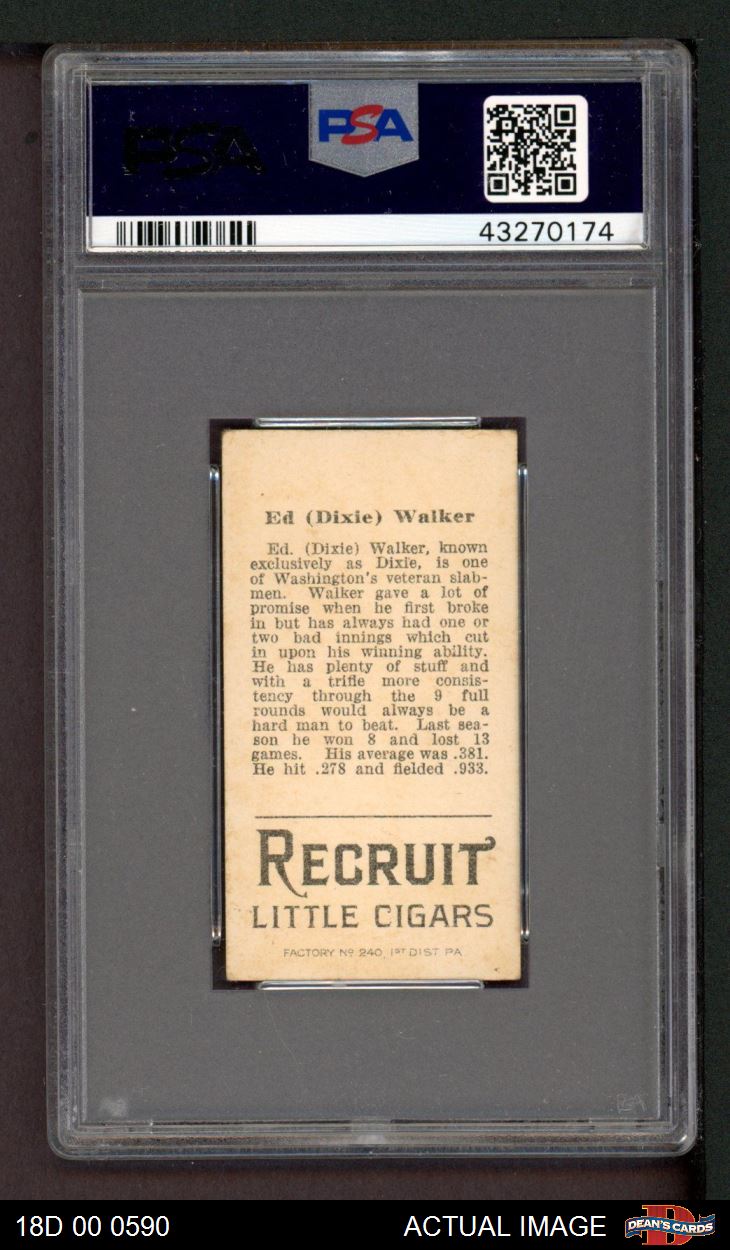 PSA
PSA
43270174
Ed (Dixie) Walker
Ed. (Dixie) Walker, known
exclusively as Dixie, is one
of Washington's veteran slab-
men. Walker gave a lot of
promise when he first broke
in but has always had one or
two bad innings which cut
in upon his winning ability.
He has plenty of stuff and
with a trifle more consis-
tency through the 9 full
rounds would always be a
hard man to beat. Last sea-
son he won 8 and lost 13
games. His average was .381.
He hit .278 and fielded .933.
RECRUIT
LITTLE CIGARS
FACTORY Nº 240, 1ST DIST. PA.
PSA
18D 00 0590
ACTUAL IMAGE
DEAN'S CARDS